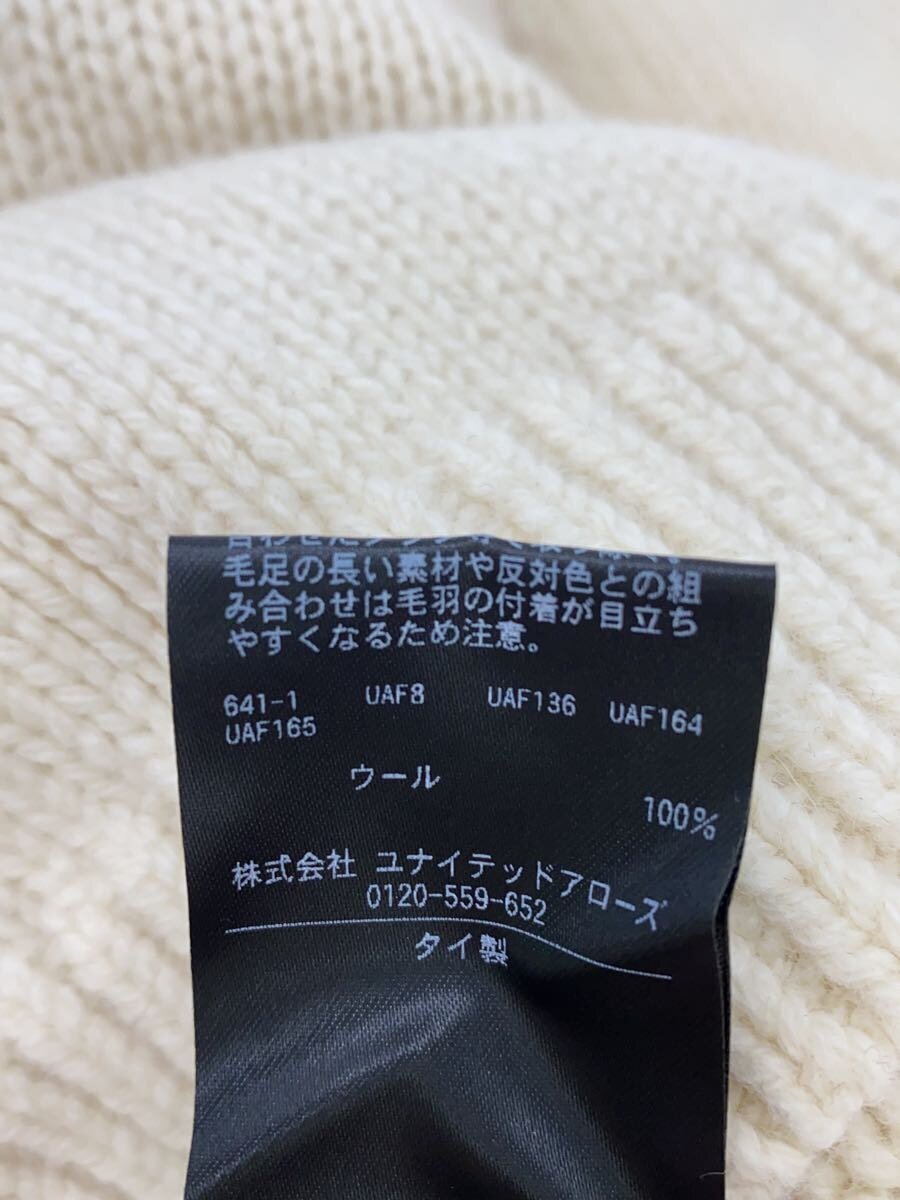 毛足の長い素材や反対色との組
み合わせは毛羽の付着が目立ち
やすくなるため注意。
641-1 UAF8 UAF136 UAF164
UAF165
ウール
100%
株式会社 ユナイテッドアローズ
0120-559-652
タイ製